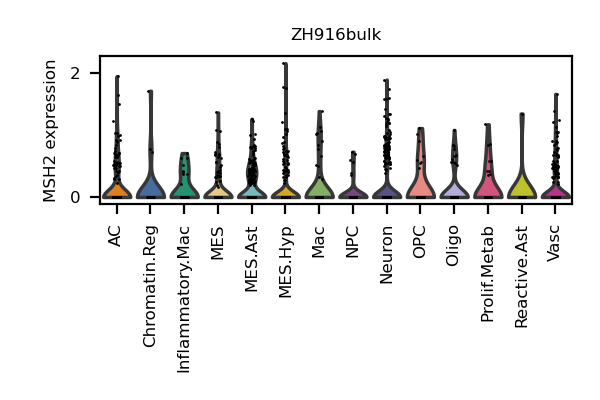 ZH916bulk
MSH2 expression
2
0
AC
Chromatin.Reg
Inflammatory.Mac
MES
MES.Ast
MES.Hyp
Mac
NPC
Neuron
OPC
Oligo
Prolif.Metab
Reactive.Ast
Vasc